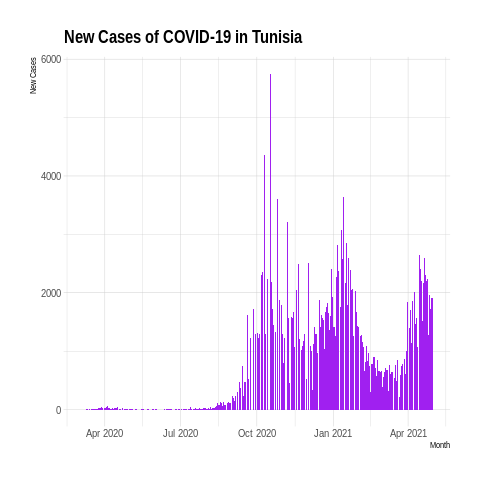 New Cases of COVID-19 in Tunisia
New Cases
6000
4000
2000
0
Apr 2020 Jul 2020 Oct 2020 Jan 2021 Apr 2021
Month